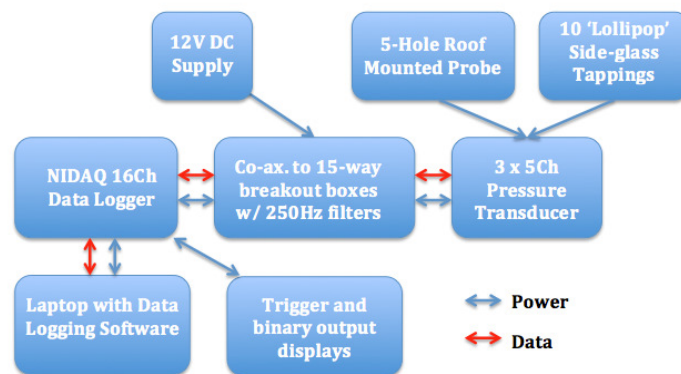 12V DC
Supply
5-Hole Roof
Mounted Probe
10 ‘Lollipop’
Side-glass
Tappings
NIDAQ 16Ch
Data Logger
Co-ax. to 15-way
breakout boxes
w/ 250Hz filters
3 x 5Ch
Pressure
Transducer
Laptop with Data
Logging Software
Trigger and
binary output
displays
Power
Data